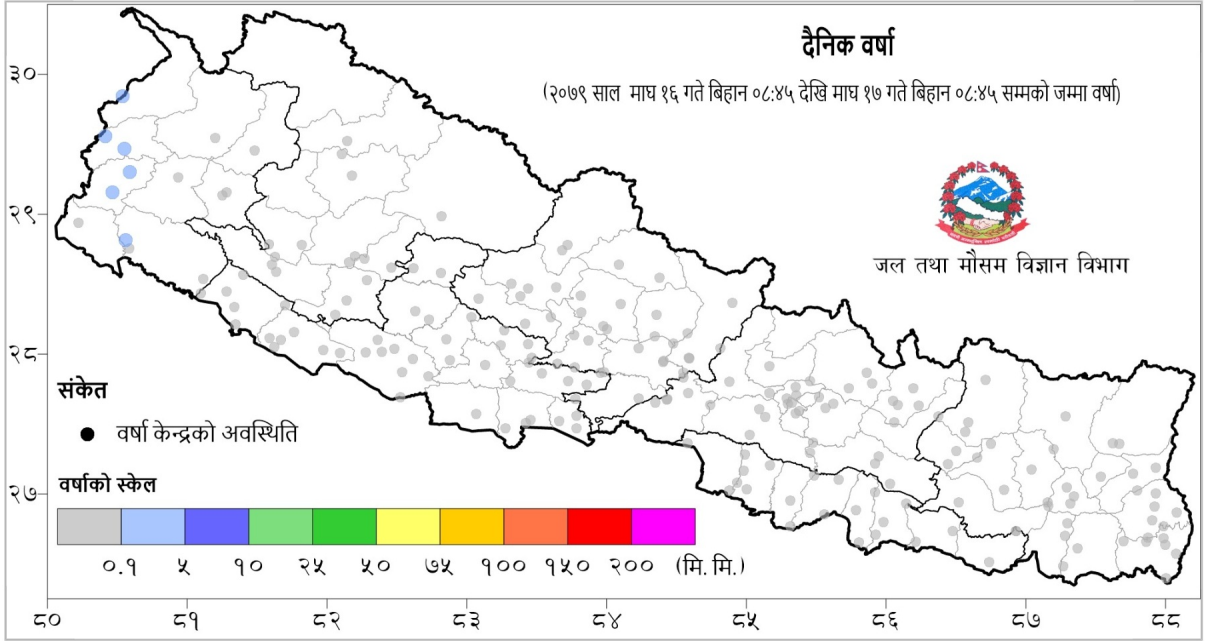 दैनिक वर्षा
(२०७९ साल माघ १६ गते बिहान ०८:४५ देखि माघ १७ गते बिहान ०८:४५ सम्मको जम्मा वर्षा)
जल तथा मौसम विज्ञान विभाग
३०
२९
२८
२७
संकेत
वर्षा केन्द्रको अवस्थिति
वर्षाको स्केल
०.१ ५ १० २५ ५० ७५ १०० १५० २०० (मि. मि.)
८० ८१ ८२ ८३ ८४ ८५ ८६ ८७ ८८